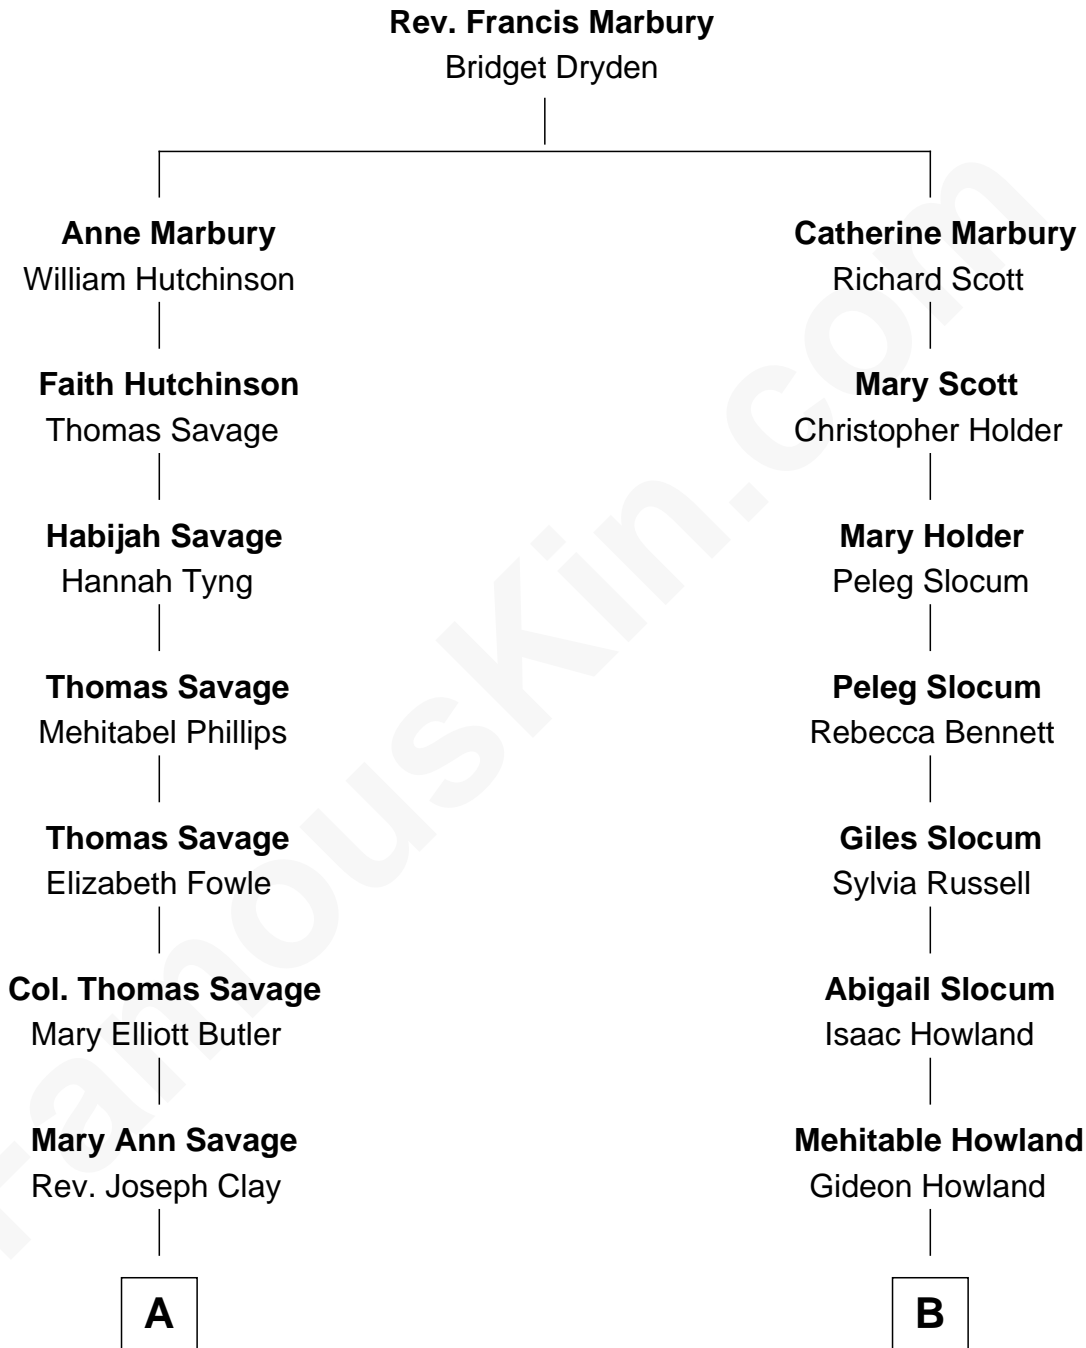 Rev. Francis Marbury
Bridget Dryden
Anne Marbury
William Hutchinson
Catherine Marbury
Richard Scott
Faith Hutchinson
Thomas Savage
Mary Scott
Christopher Holder
Habijah Savage
Hannah Tyng
Mary Holder
Peleg Slocum
Thomas Savage
Mehitabel Phillips
Peleg Slocum
Rebecca Bennett
Thomas Savage
Elizabeth Fowle
Giles Slocum
Sylvia Russell
Col. Thomas Savage
Mary Elliott Butler
Abigail Slocum
Isaac Howland
Mary Ann Savage
Rev. Joseph Clay
Mehitable Howland
Gideon Howland
A
B
FamousKin.com